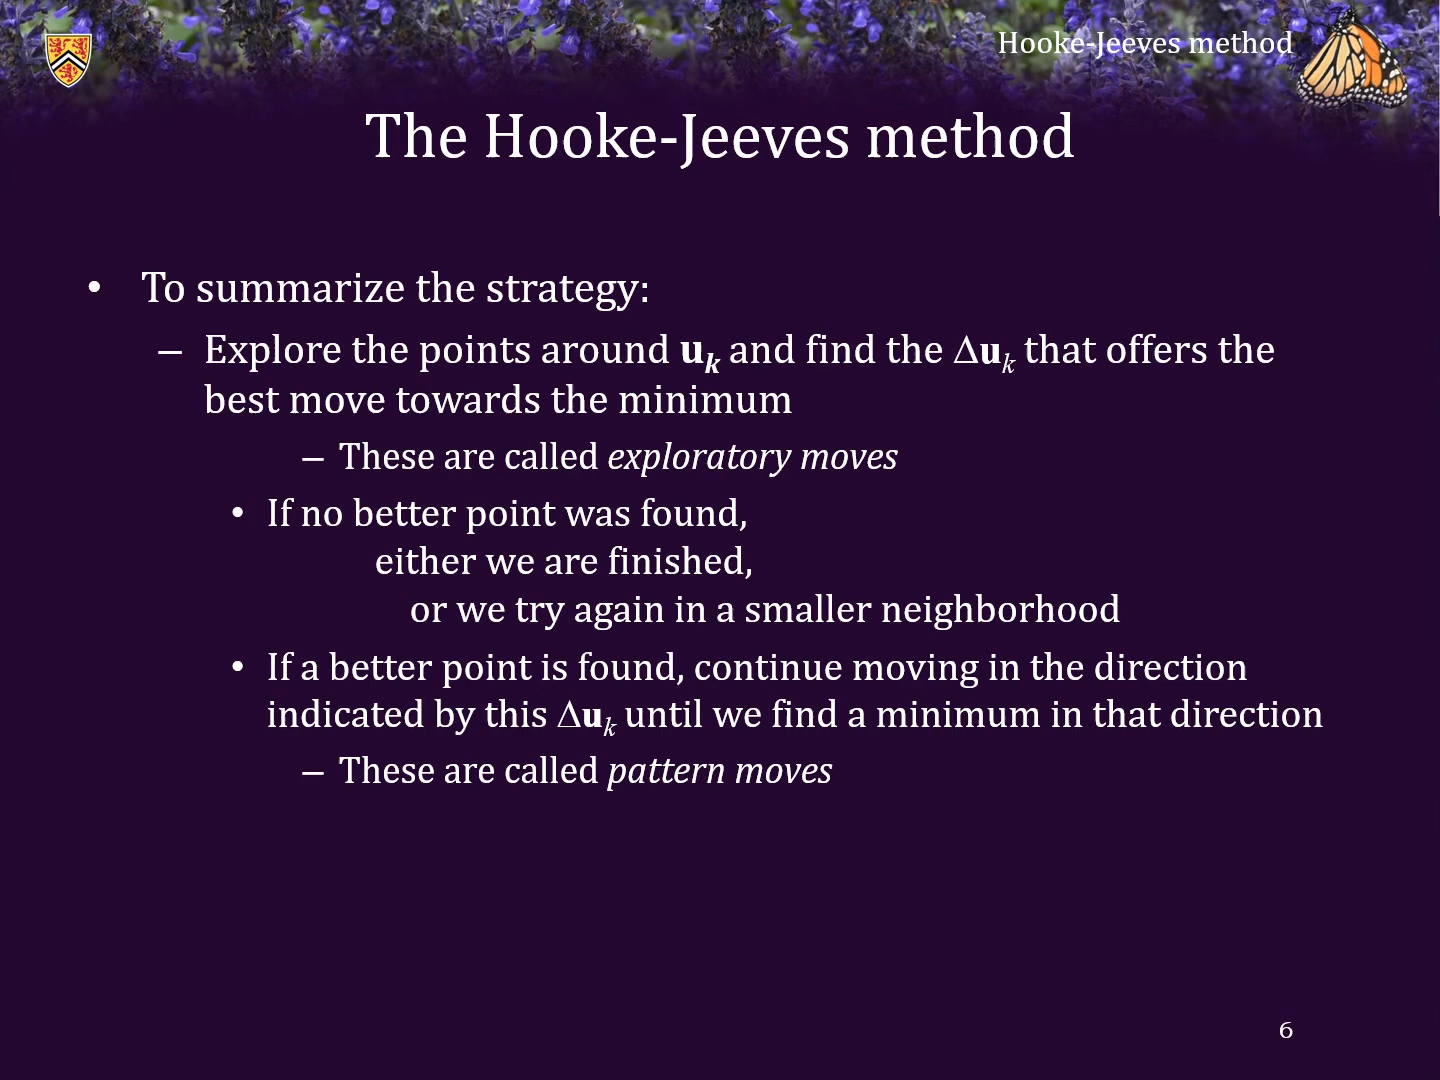 Hooke-Jeeves method
The Hooke-Jeeves method
• To summarize the strategy:
– Explore the points around uₖ and find the Δuₖ that offers the
best move towards the minimum
– These are called exploratory moves
• If no better point was found,
either we are finished,
or we try again in a smaller neighborhood
• If a better point is found, continue moving in the direction
indicated by this Δuₖ until we find a minimum in that direction
– These are called pattern moves
6